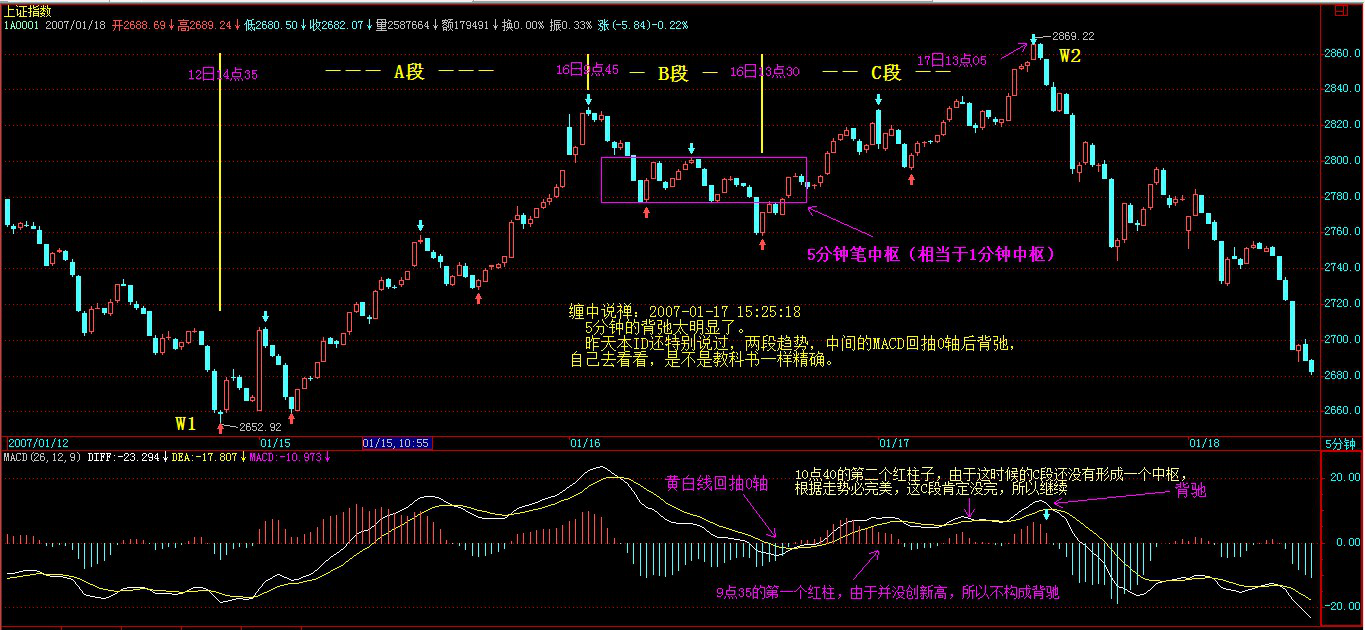 上证指数
1A0001 2007/01/18 开2688.69↓高2689.24↓低2680.50↓收2682.07↓量2587664↓额179491↓换0.00% 振0.33% 涨(-5.84)-0.22%
2869.22
2860.0
12日14点35 ——— A段 ——— 16日9点45 — B段 — 16日13点30 —— C段 —— 17日13点05 W2
2840.0
2820.0
2800.0
2780.0
2760.0
5分钟笔中枢（相当于1分钟中枢）
2740.0
缠中说禅：2007-01-17 15:25:18
5分钟的背弛太明显了。
昨天本ID还特别说过，两段趋势，中间的MACD回抽0轴后背弛，
自己去看看，是不是教科书一样精确。
2720.0
2700.0
2680.0
2660.0
W1
2652.92
2007/01/12 01/15 01/15,10:55 01/16 01/17 01/18 5分钟
MACD(26,12,9) DIFF:-23.294↓DEA:-17.807↓MACD:-10.973↓
20.00
黄白线回抽0轴
10点40的第二个红柱子，由于这时候的C段还没有形成一个中枢，
根据走势必完美，这C段肯定没完，所以继续
背驰
0.00
9点35的第一个红柱，由于并没创新高，所以不构成背驰
-20.00